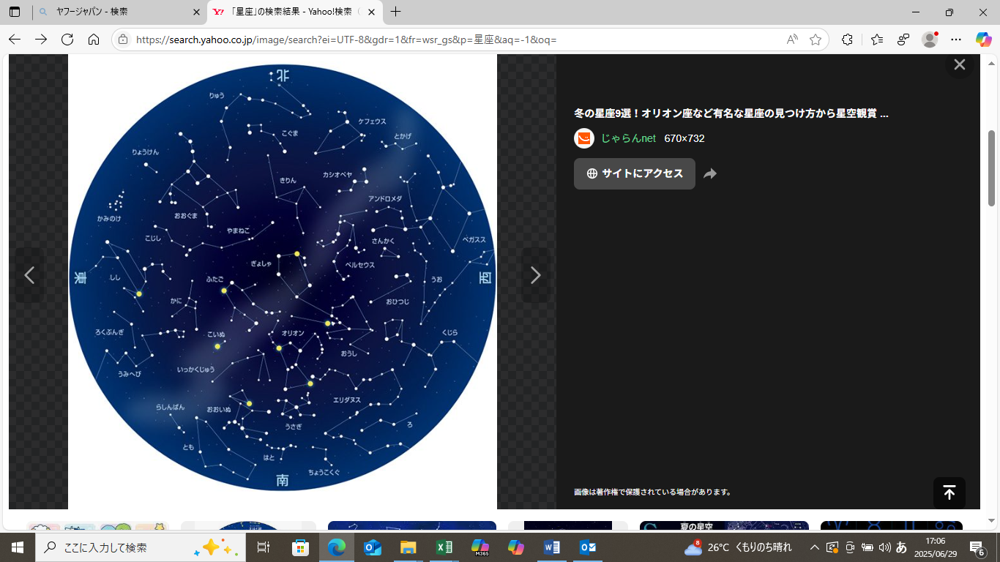 ヤフージャパン - 検索
「星座」の検索結果 - Yahoo!検索（
https://search.yahoo.co.jp/image/search?ei=UTF-8&gdr=1&fr=wsr_gs&p=星座&aq=-1&oq=
北
りゅう
ケフェウス
こぐま
とかげ
りょうけん
カシオペヤ
きりん
アンドロメダ
かみのけ
おおぐま
やまねこ
こじし
さんかく
ペガスス
ぎょしゃ
ペルセウス
東
しし
ふたご
うお
西
かに
おひつじ
ろくぶんぎ
こいぬ
オリオン
くじら
おうし
いっかくじゅう
うみへび
エリダヌス
らしんばん
おおいぬ
うさぎ
ろ
とも
はと
ちょうこくぐ
南
冬の星座9選！オリオン座など有名な星座の見つけ方から星空観賞 ...
じゃらんnet 670×732
サイトにアクセス
画像は著作権で保護されている場合があります。
夏の星空
ここに入力して検索
M365
8
26°C くもりのち晴れ
あ
17:06
2025/06/29
6